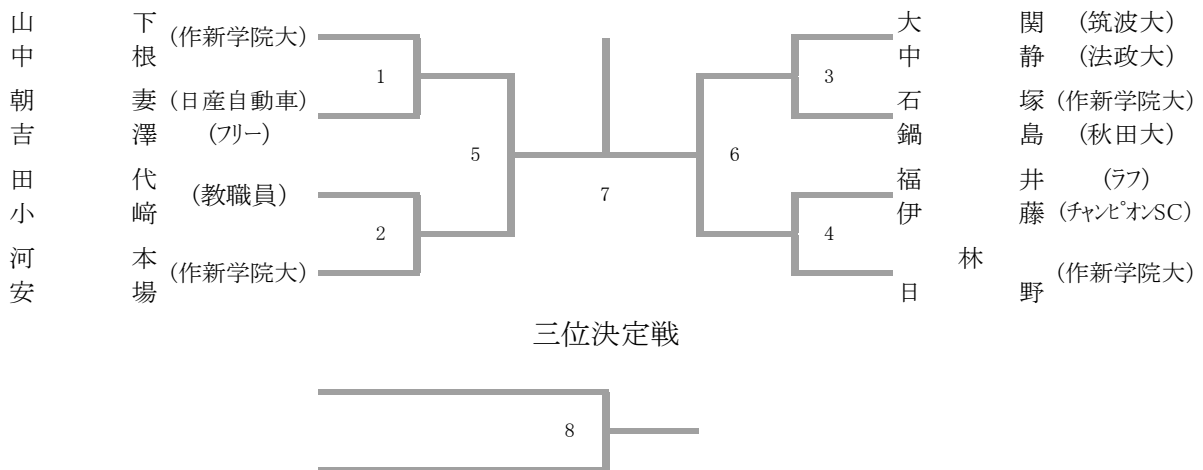 山下
中根
(作新学院大)
朝妻 (日産自動車)
吉澤 (フリー)
田代
小﨑
(教職員)
河本
安場
(作新学院大)
1
2
5
7
6
3
4
大関 (筑波大)
中静 (法政大)
石塚 (作新学院大)
鍋島 (秋田大)
福井 (ラフ)
伊藤 (チャンピオンSC)
林
日野
(作新学院大)
三位決定戦
8